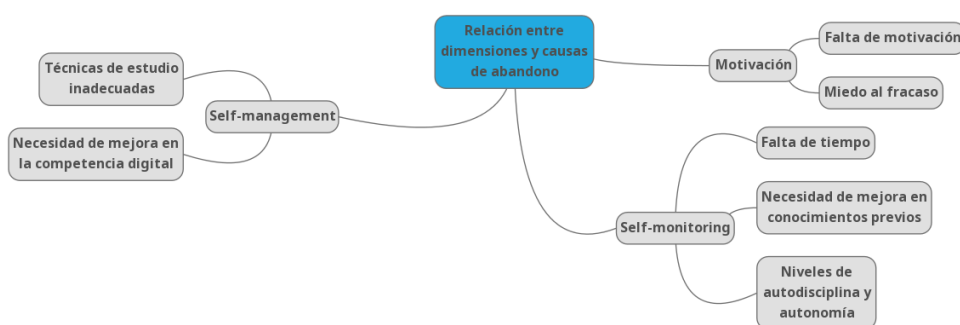 Relación entre
dimensiones y causas
de abandono
Técnicas de estudio
inadecuadas
Self-management
Necesidad de mejora en
la competencia digital
Motivación
Falta de motivación
Miedo al fracaso
Self-monitoring
Falta de tiempo
Necesidad de mejora en
conocimientos previos
Niveles de
autodisciplina y
autonomía